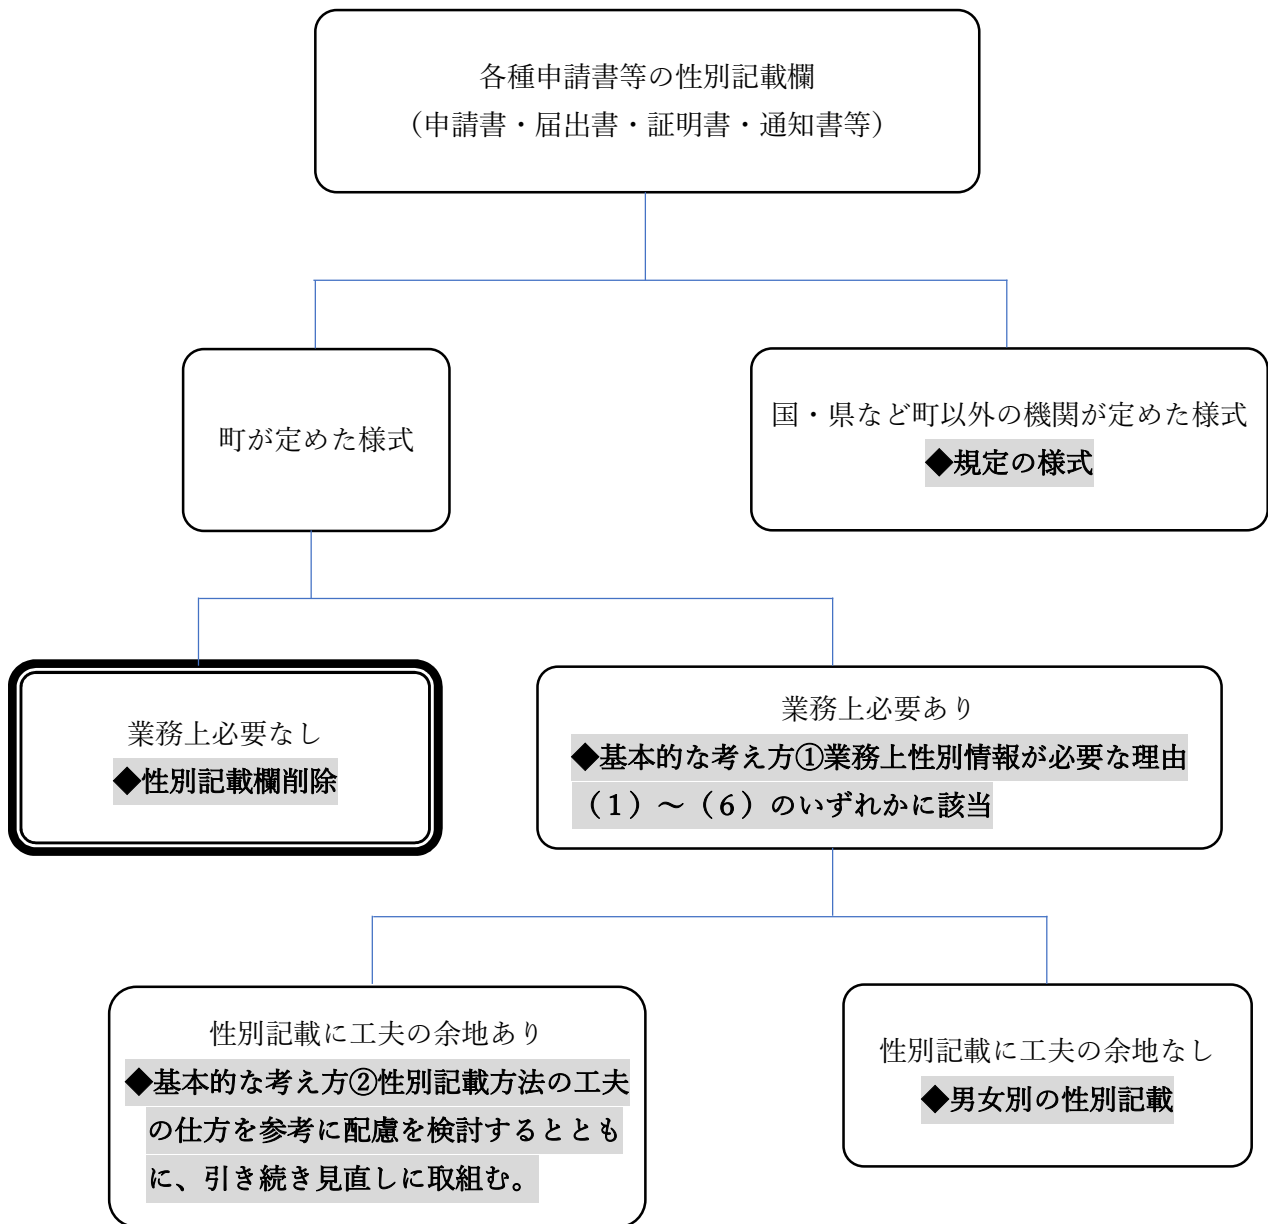 各種申請書等の性別記載欄
（申請書・届出書・証明書・通知書等）
町が定めた様式
国・県など町以外の機関が定めた様式
◆規定の様式
業務上必要なし
◆性別記載欄削除
業務上必要あり
◆基本的な考え方①業務上性別情報が必要な理由
（１）～（６）のいずれかに該当
性別記載に工夫の余地あり
◆基本的な考え方②性別記載方法の工夫
の仕方を参考に配慮を検討するととも
に、引き続き見直しに取組む。
性別記載に工夫の余地なし
◆男女別の性別記載